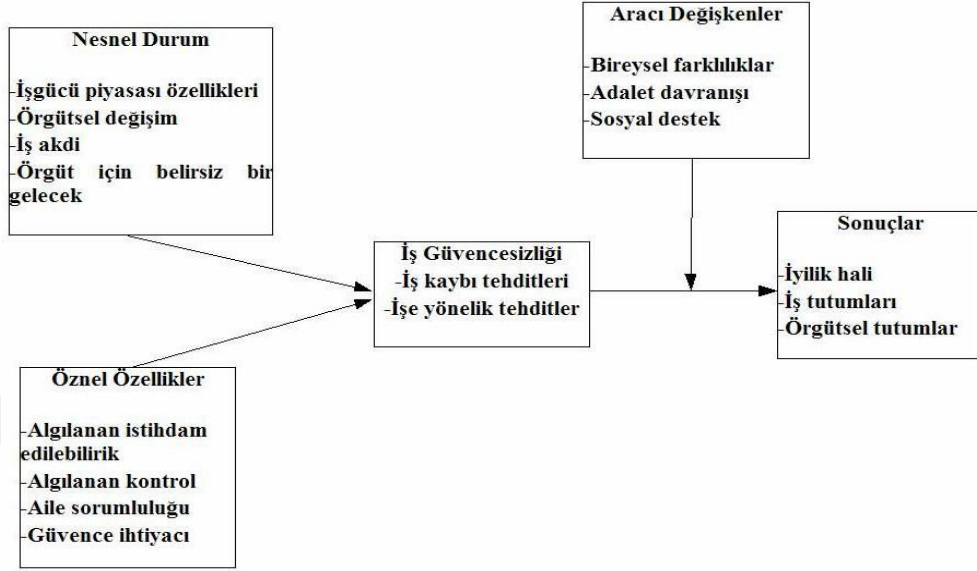 Nesnel Durum
-İşgücü piyasası özellikleri
-Örgütsel değişim
-İş akdi
-Örgüt için belirsiz bir
gelecek
Aracı Değişkenler
-Bireysel farklılıklar
-Adalet davranışı
-Sosyal destek
İş Güvencesizliği
-İş kaybı tehditleri
-İşe yönelik tehditler
Sonuçlar
-İyilik hali
-İş tutumları
-Örgütsel tutumlar
Öznel Özellikler
-Algılanan istihdam
edilebilirik
-Algılanan kontrol
-Aile sorumluluğu
-Güvence ihtiyacı